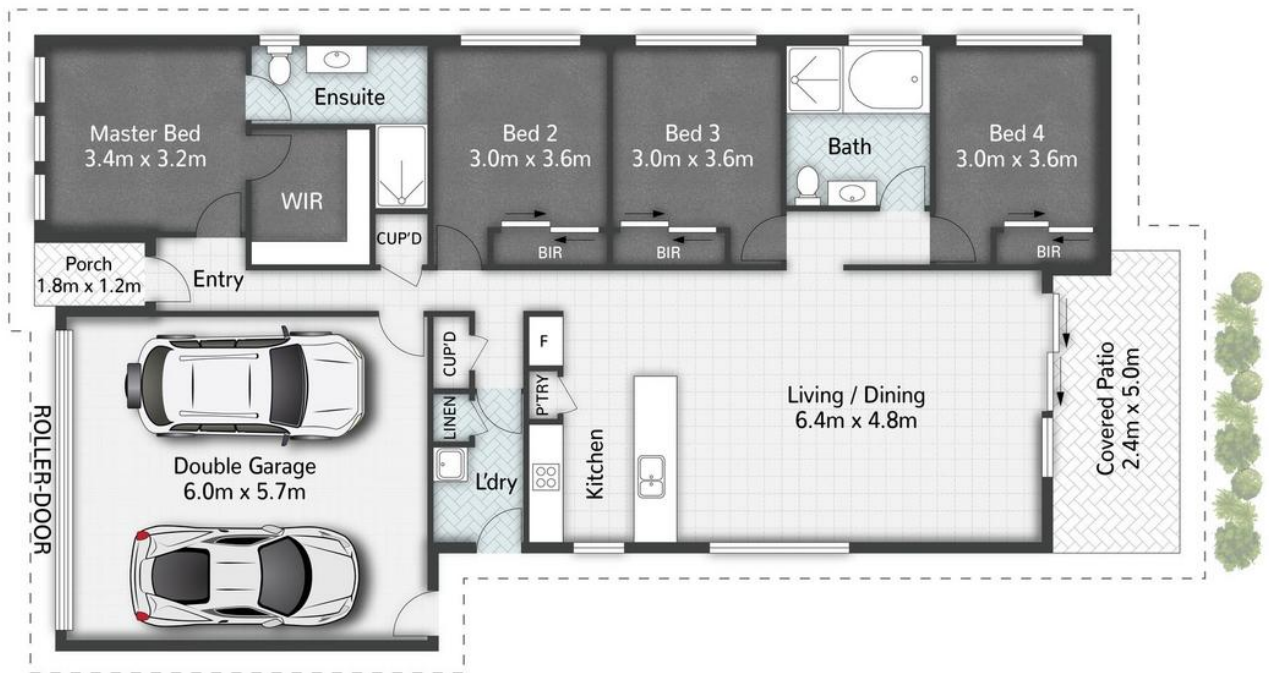 Master Bed
3.4m x 3.2m
Ensuite
WIR
CUP'D
Bed 2
3.0m x 3.6m
BIR
Bed 3
3.0m x 3.6m
BIR
Bath
Bed 4
3.0m x 3.6m
BIR
Porch
1.8m x 1.2m
Entry
ROLLER-DOOR
Double Garage
6.0m x 5.7m
CUP'D
LINEN
L'dry
F
P'TRY
Kitchen
Living / Dining
6.4m x 4.8m
Covered Patio
2.4m x 5.0m